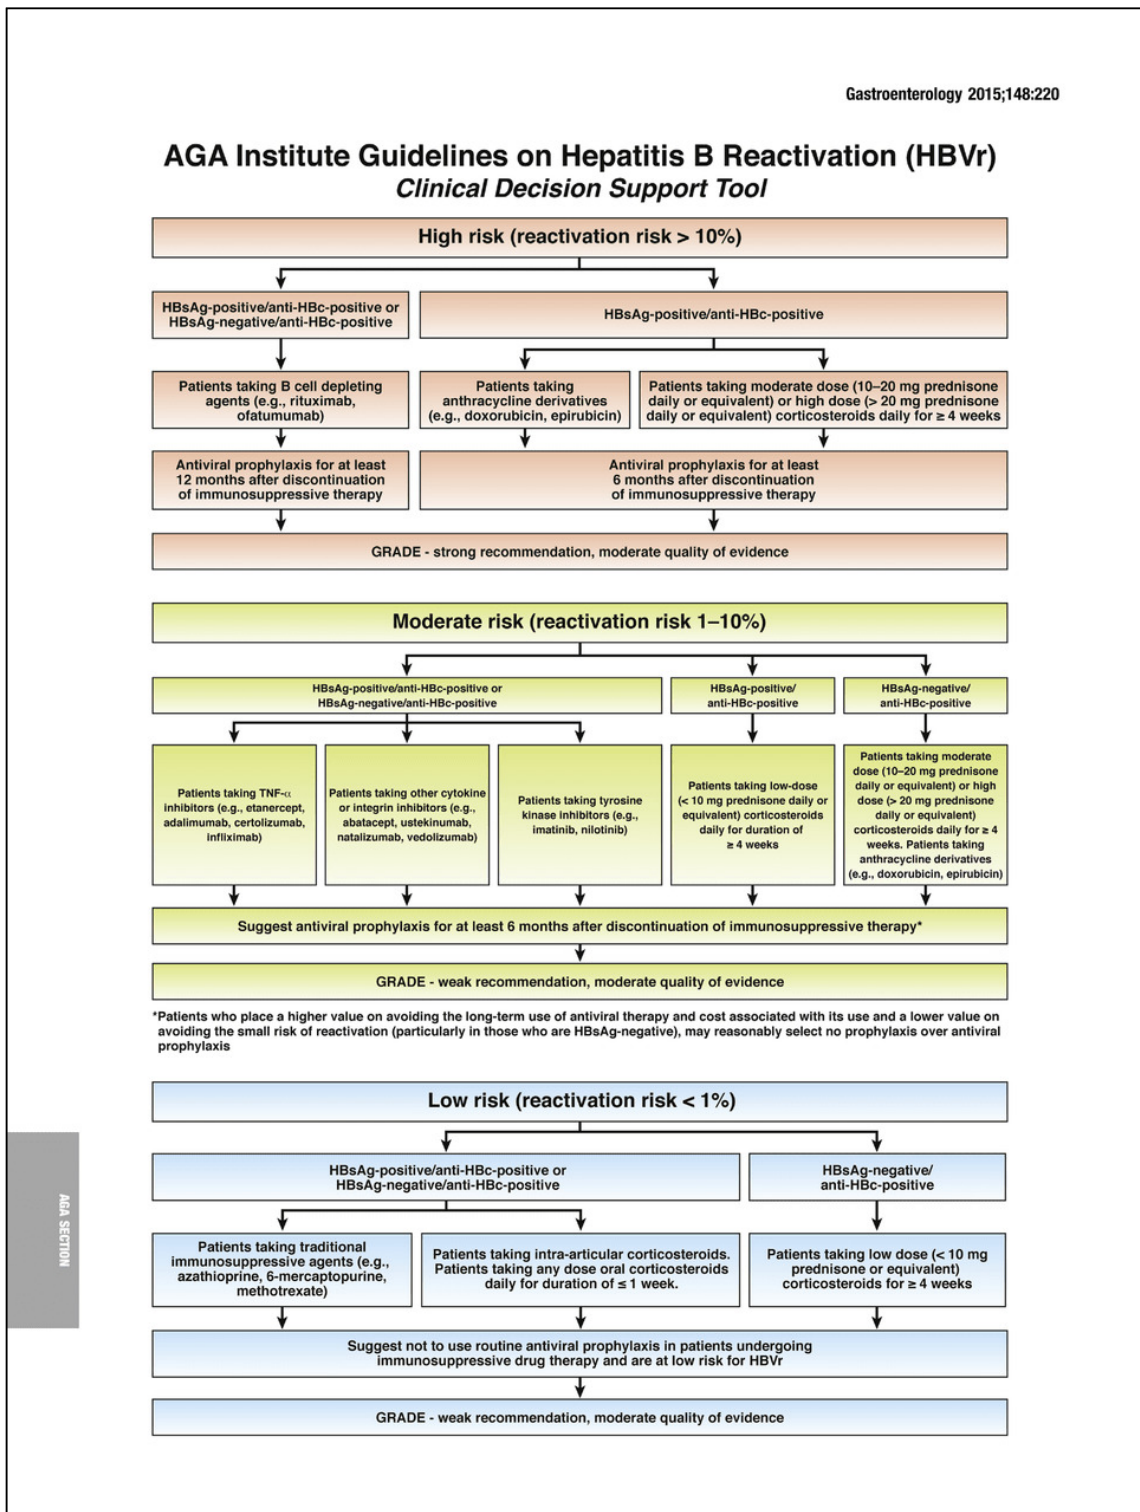 Gastroenterology 2015;148:220
AGA Institute Guidelines on Hepatitis B Reactivation (HBVr)
Clinical Decision Support Tool
High risk (reactivation risk > 10%)
HBsAg-positive/anti-HBc-positive or
HBsAg-negative/anti-HBc-positive
HBsAg-positive/anti-HBc-positive
Patients taking B cell depleting
agents (e.g., rituximab,
ofatumumab)
Patients taking
anthracycline derivatives
(e.g., doxorubicin, epirubicin)
Patients taking moderate dose (10–20 mg prednisone
daily or equivalent) or high dose (> 20 mg prednisone
daily or equivalent) corticosteroids daily for ≥ 4 weeks
Antiviral prophylaxis for at least
12 months after discontinuation
of immunosuppressive therapy
Antiviral prophylaxis for at least
6 months after discontinuation
of immunosuppressive therapy
GRADE - strong recommendation, moderate quality of evidence
Moderate risk (reactivation risk 1–10%)
HBsAg-positive/anti-HBc-positive or
HBsAg-negative/anti-HBc-positive
HBsAg-positive/
anti-HBc-positive
HBsAg-negative/
anti-HBc-positive
Patients taking TNF-α
inhibitors (e.g., etanercept,
adalimumab, certolizumab,
infliximab)
Patients taking other cytokine
or integrin inhibitors (e.g.,
abatacept, ustekinumab,
natalizumab, vedolizumab)
Patients taking tyrosine
kinase inhibitors (e.g.,
imatinib, nilotinib)
Patients taking low-dose
(< 10 mg prednisone daily or
equivalent) corticosteroids
daily for duration of
≥ 4 weeks
Patients taking moderate
dose (10–20 mg prednisone
daily or equivalent) or high
dose (> 20 mg prednisone
daily or equivalent)
corticosteroids daily for ≥ 4
weeks. Patients taking
anthracycline derivatives
(e.g., doxorubicin, epirubicin)
Suggest antiviral prophylaxis for at least 6 months after discontinuation of immunosuppressive therapy*
GRADE - weak recommendation, moderate quality of evidence
*Patients who place a higher value on avoiding the long-term use of antiviral therapy and cost associated with its use and a lower value on
avoiding the small risk of reactivation (particularly in those who are HBsAg-negative), may reasonably select no prophylaxis over antiviral
prophylaxis
Low risk (reactivation risk < 1%)
HBsAg-positive/anti-HBc-positive or
HBsAg-negative/anti-HBc-positive
HBsAg-negative/
anti-HBc-positive
Patients taking traditional
immunosuppressive agents (e.g.,
azathioprine, 6-mercaptopurine,
methotrexate)
Patients taking intra-articular corticosteroids.
Patients taking any dose oral corticosteroids
daily for duration of ≤ 1 week.
Patients taking low dose (< 10 mg
prednisone or equivalent)
corticosteroids for ≥ 4 weeks
Suggest not to use routine antiviral prophylaxis in patients undergoing
immunosuppressive drug therapy and are at low risk for HBVr
GRADE - weak recommendation, moderate quality of evidence
AGA SECTION